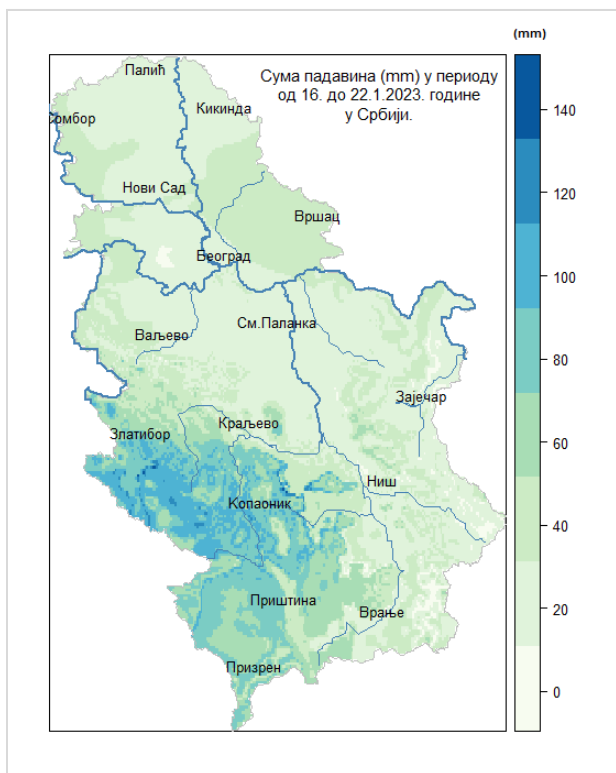 (mm)
Сума падавина (mm) у периоду
од 16. до 22.1.2023. године
у Србији.
Палић
Кикинда
Сомбор
Нови Сад
Вршац
Београд
См.Паланка
Ваљево
Зајечар
Краљево
Златибор
Ниш
Копаоник
Приштина
Врање
Призрен
140
120
100
80
60
40
20
0